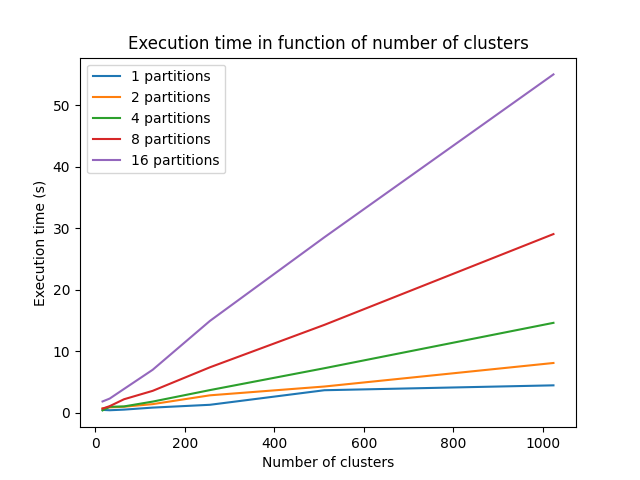 Execution time in function of number of clusters
1 partitions
2 partitions
4 partitions
8 partitions
16 partitions
50
40
30
20
10
0
Execution time (s)
0 200 400 600 800 1000
Number of clusters